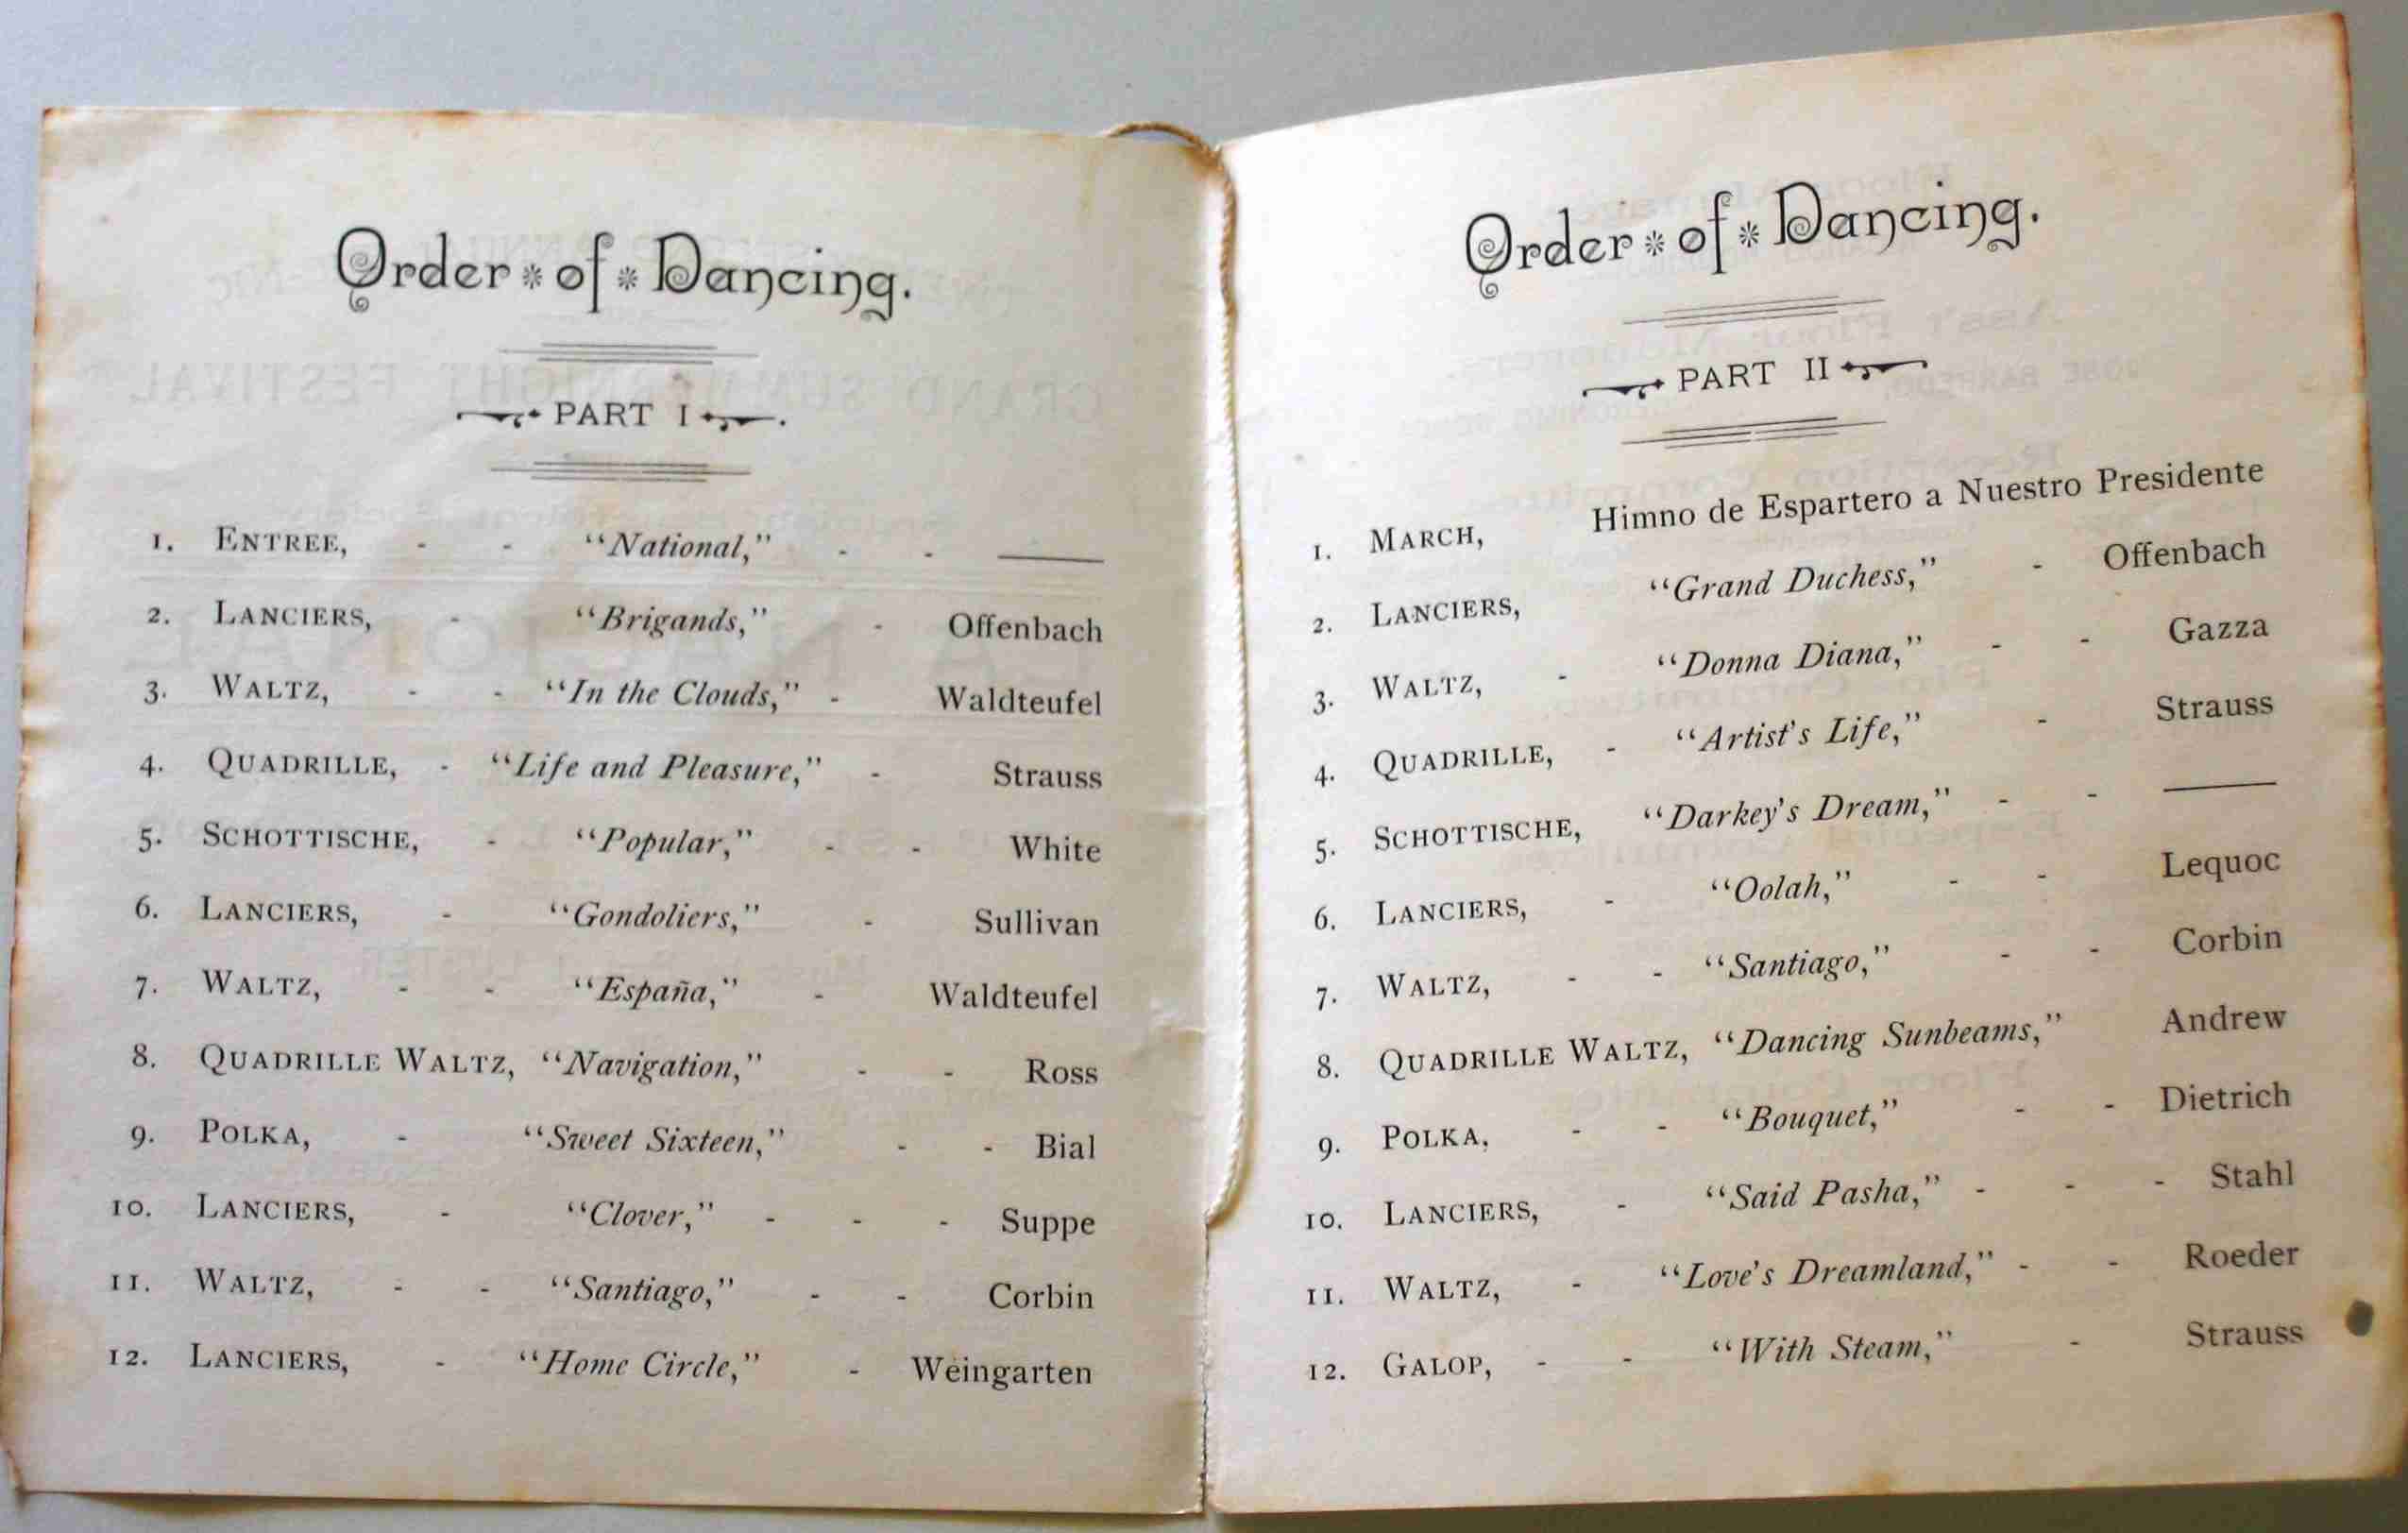 Order * of * Dancing.
PART I
1. ENTREE, - - "National," - - ———
2. LANCIERS, - "Brigands," - Offenbach
3. WALTZ, - - "In the Clouds," - Waldteufel
4. QUADRILLE, - "Life and Pleasure," - Strauss
5. SCHOTTISCHE, - "Popular," - - White
6. LANCIERS, - "Gondoliers," - Sullivan
7. WALTZ, - - "España," - Waldteufel
8. QUADRILLE WALTZ, "Navigation," - - Ross
9. POLKA, - "Sweet Sixteen," - - Bial
10. LANCIERS, - "Clover," - - - Suppe
11. WALTZ, - - "Santiago," - - Corbin
12. LANCIERS, - "Home Circle," - Weingarten
Order * of * Dancing.
PART II
1. MARCH, Himno de Espartero a Nuestro Presidente
2. LANCIERS, "Grand Duchess," - Offenbach
3. WALTZ, - "Donna Diana," - - Gazza
4. QUADRILLE, - "Artist's Life," - Strauss
5. SCHOTTISCHE, "Darkey's Dream," - - ———
6. LANCIERS, - "Oolah," - - Lequoc
7. WALTZ, - - "Santiago," - - Corbin
8. QUADRILLE WALTZ, "Dancing Sunbeams," Andrew
9. POLKA, - - "Bouquet," - - Dietrich
10. LANCIERS, - "Said Pasha," - - - Stahl
11. WALTZ, - "Love's Dreamland," - - Roeder
12. GALOP, - - "With Steam," - Strauss